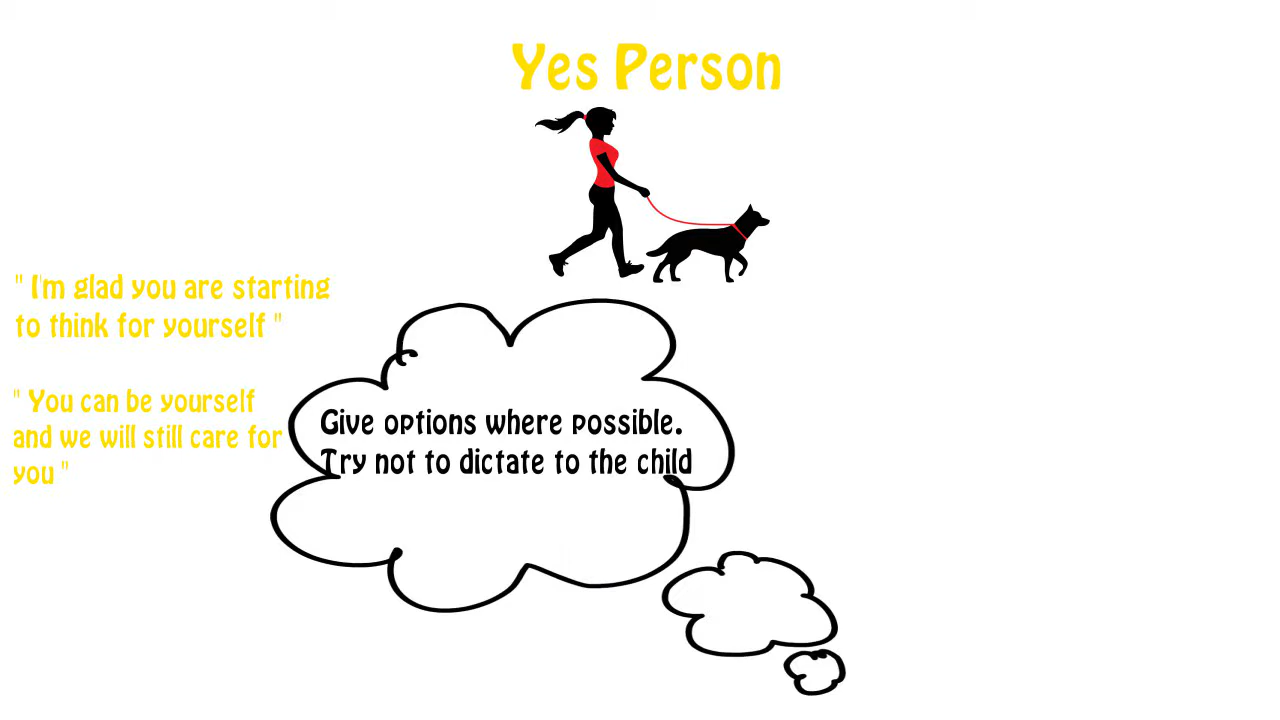 Yes Person
" I'm glad you are starting
to think for yourself "
" You can be yourself
and we will still care for
you "
Give options where possible.
Try not to dictate to the child